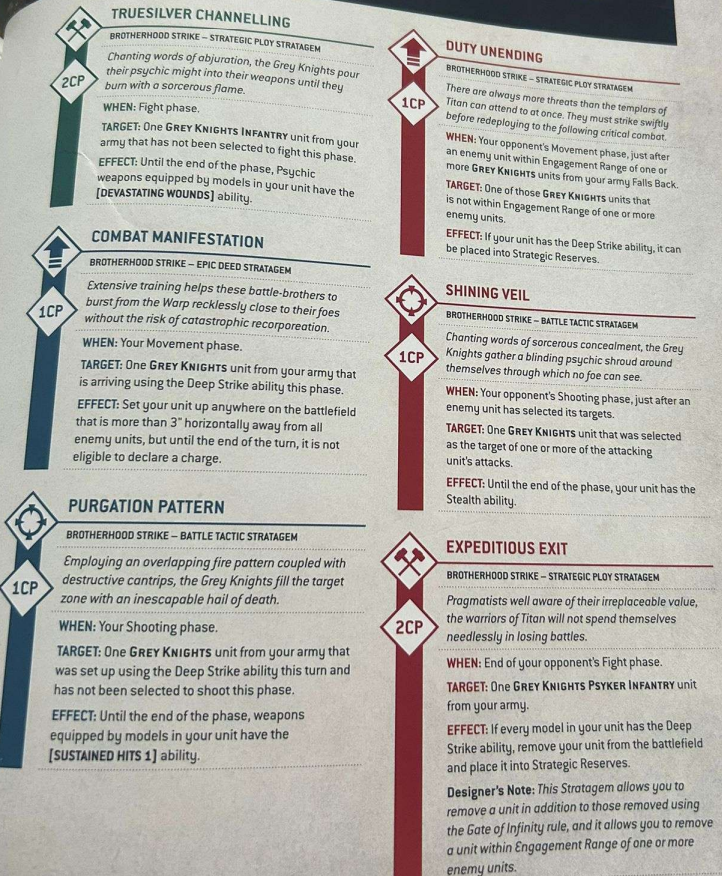 TRUESILVER CHANNELLING
BROTHERHOOD STRIKE – STRATEGIC PLOY STRATAGEM
2CP
Chanting words of abjuration, the Grey Knights pour
their psychic might into their weapons until they
burn with a sorcerous flame.
WHEN: Fight phase.
TARGET: One GREY KNIGHTS INFANTRY unit from your
army that has not been selected to fight this phase.
EFFECT: Until the end of the phase, Psychic
weapons equipped by models in your unit have the
[DEVASTATING WOUNDS] ability.
COMBAT MANIFESTATION
BROTHERHOOD STRIKE – EPIC DEED STRATAGEM
1CP
Extensive training helps these battle-brothers to
burst from the Warp recklessly close to their foes
without the risk of catastrophic recorporeation.
WHEN: Your Movement phase.
TARGET: One GREY KNIGHTS unit from your army that
is arriving using the Deep Strike ability this phase.
EFFECT: Set your unit up anywhere on the battlefield
that is more than 3" horizontally away from all
enemy units, but until the end of the turn, it is not
eligible to declare a charge.
PURGATION PATTERN
BROTHERHOOD STRIKE – BATTLE TACTIC STRATAGEM
1CP
Employing an overlapping fire pattern coupled with
destructive cantrips, the Grey Knights fill the target
zone with an inescapable hail of death.
WHEN: Your Shooting phase.
TARGET: One GREY KNIGHTS unit from your army that
was set up using the Deep Strike ability this turn and
has not been selected to shoot this phase.
EFFECT: Until the end of the phase, weapons
equipped by models in your unit have the
[SUSTAINED HITS 1] ability.
DUTY UNENDING
BROTHERHOOD STRIKE – STRATEGIC PLOY STRATAGEM
1CP
There are always more threats than the templars of
Titan can attend to at once. They must strike swiftly
before redeploying to the following critical combat.
WHEN: Your opponent's Movement phase, just after
an enemy unit within Engagement Range of one or
more GREY KNIGHTS units from your army Falls Back.
TARGET: One of those GREY KNIGHTS units that
is not within Engagement Range of one or more
enemy units.
EFFECT: If your unit has the Deep Strike ability, it can
be placed into Strategic Reserves.
SHINING VEIL
BROTHERHOOD STRIKE – BATTLE TACTIC STRATAGEM
1CP
Chanting words of sorcerous concealment, the Grey
Knights gather a blinding psychic shroud around
themselves through which no foe can see.
WHEN: Your opponent's Shooting phase, just after an
enemy unit has selected its targets.
TARGET: One GREY KNIGHTS unit that was selected
as the target of one or more of the attacking
unit's attacks.
EFFECT: Until the end of the phase, your unit has the
Stealth ability.
EXPEDITIOUS EXIT
BROTHERHOOD STRIKE – STRATEGIC PLOY STRATAGEM
2CP
Pragmatists well aware of their irreplaceable value,
the warriors of Titan will not spend themselves
needlessly in losing battles.
WHEN: End of your opponent's Fight phase.
TARGET: One GREY KNIGHTS PSYKER INFANTRY unit
from your army.
EFFECT: If every model in your unit has the Deep
Strike ability, remove your unit from the battlefield
and place it into Strategic Reserves.
Designer's Note: This Stratagem allows you to
remove a unit in addition to those removed using
the Gate of Infinity rule, and it allows you to remove
a unit within Engagement Range of one or more
enemy units.